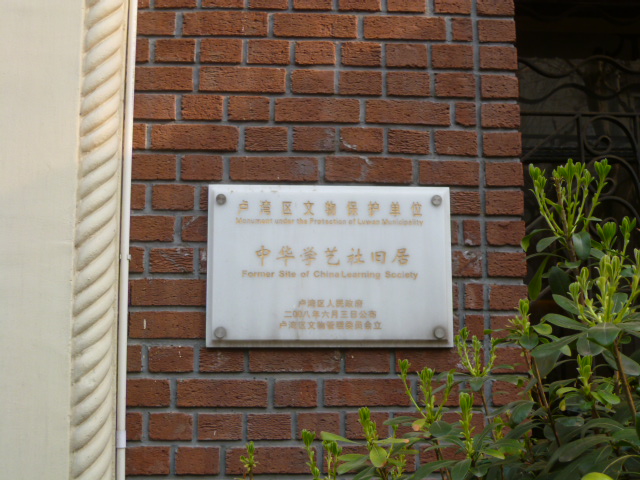 卢湾区文物保护单位
Monument under the Protection of Luwan Municipality
中华学艺社旧居
Former Site of China Learning Society
卢湾区人民政府
二〇〇八年六月三日公布
卢湾区文物管理委员会立